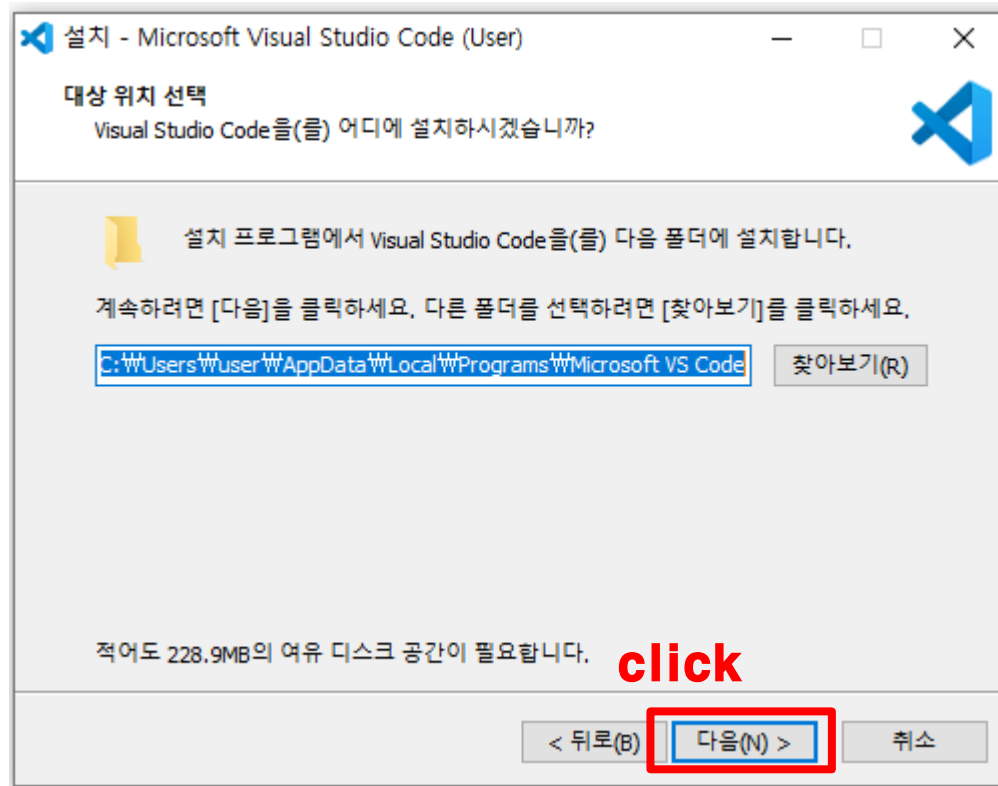 설치 - Microsoft Visual Studio Code (User)
대상 위치 선택
Visual Studio Code을(를) 어디에 설치하시겠습니까?
설치 프로그램에서 Visual Studio Code을(를) 다음 폴더에 설치합니다.
계속하려면 [다음]을 클릭하세요. 다른 폴더를 선택하려면 [찾아보기]를 클릭하세요.
C:₩Users₩user₩AppData₩Local₩Programs₩Microsoft VS Code 찾아보기(R)
적어도 228.9MB의 여유 디스크 공간이 필요합니다.
click
< 뒤로(B) 다음(N) > 취소